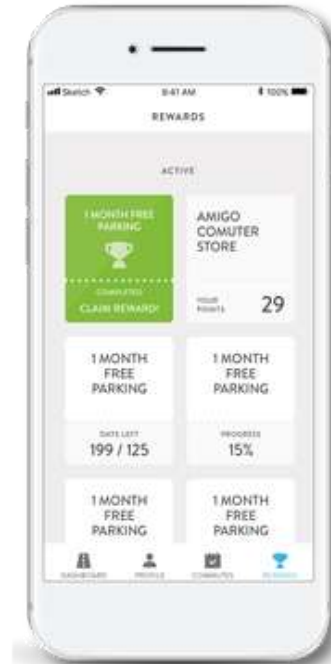 Sketch 9:41 AM 100%
REWARDS
ACTIVE
1 MONTH FREE
PARKING
COMPLETED
CLAIM REWARD!
AMIGO
COMUTER
STORE
YOUR
POINTS 29
1 MONTH
FREE
PARKING
DAYS LEFT
199 / 125
1 MONTH
FREE
PARKING
PROGRESS
15%
1 MONTH
FREE
PARKING
1 MONTH
FREE
PARKING
DASHBOARD PROFILE COMMUTES REWARDS